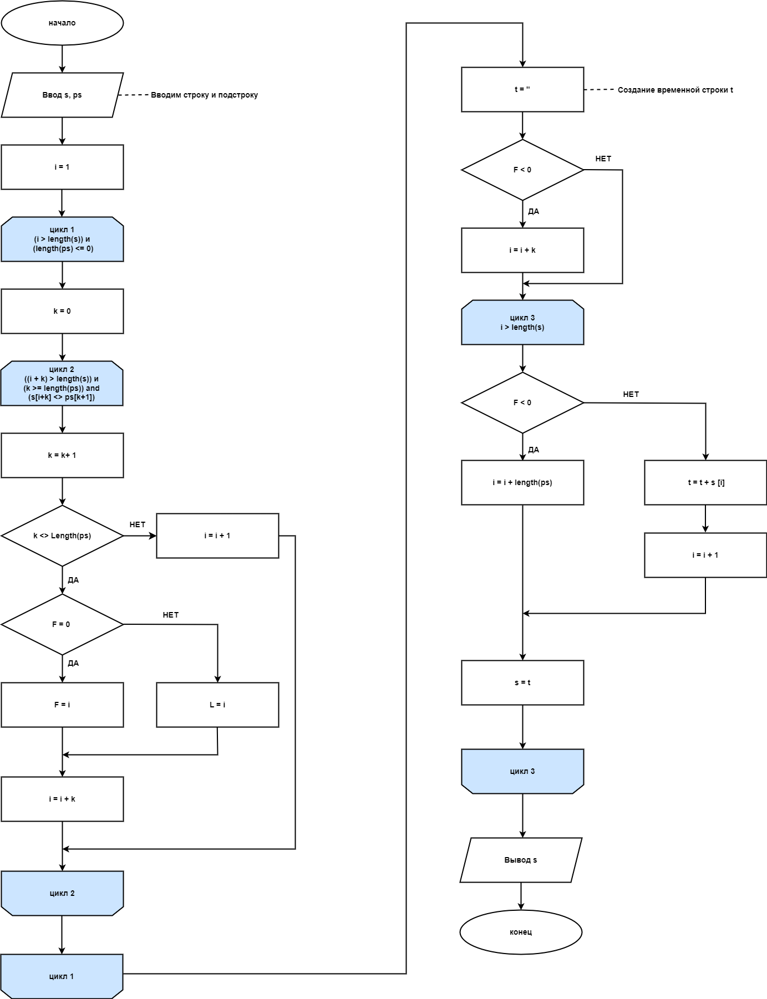 начало
Ввод s, ps
Вводим строку и подстроку
i = 1
цикл 1
(i > length(s)) и
(length(ps) <= 0)
k = 0
цикл 2
((i + k) > length(s)) и
(k >= length(ps)) and
(s[i+k] <> ps[k+1])
k = k+ 1
k <> Length(ps)
НЕТ
i = i + 1
ДА
F = 0
НЕТ
ДА
F = i
L = i
i = i + k
цикл 2
цикл 1
t = ''
Создание временной строки t
F < 0
НЕТ
ДА
i = i + k
цикл 3
i > length(s)
F < 0
НЕТ
ДА
i = i + length(ps)
t = t + s [i]
i = i + 1
s = t
цикл 3
Вывод s
конец